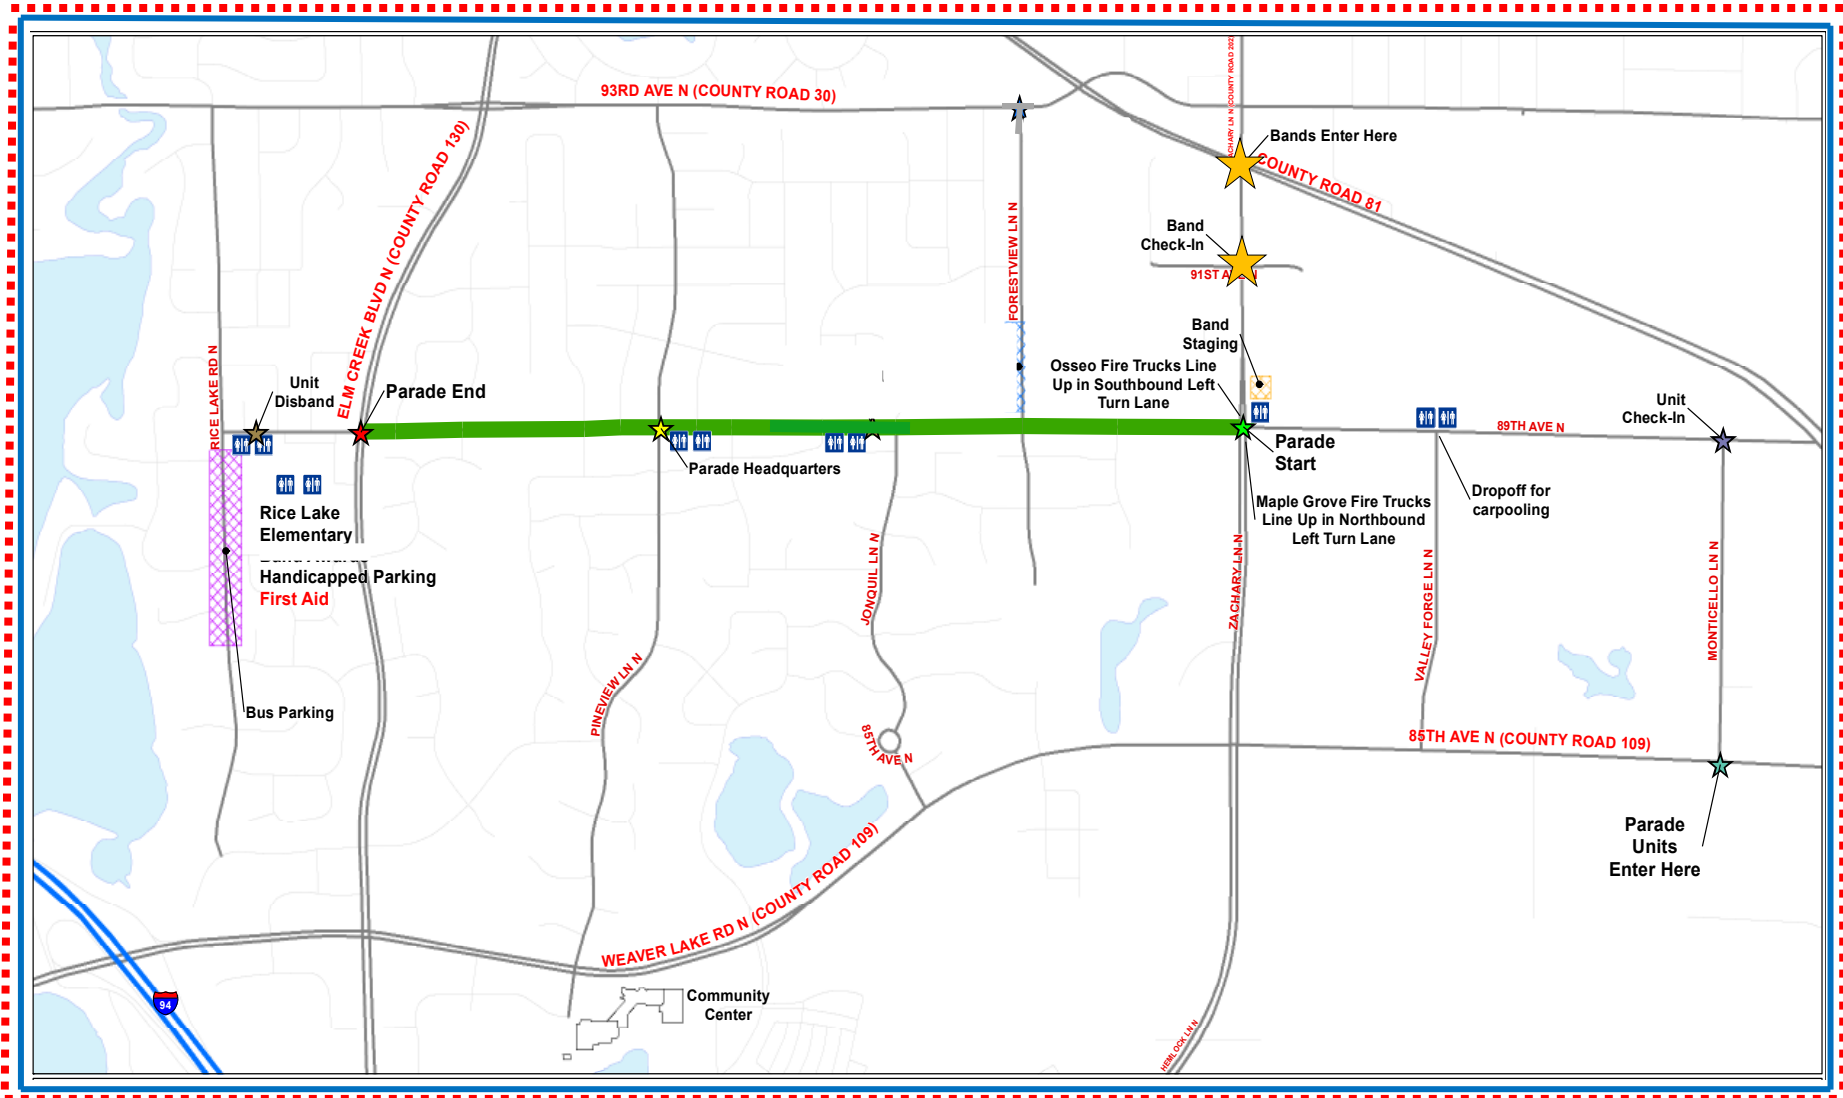 93RD AVE N (COUNTY ROAD 30)
Bands Enter Here
COUNTY ROAD 81
ELM CREEK BLVD N (COUNTY ROAD 130)
FORESTVIEW LN N
Band
Check-In
91ST
Band
Staging
Osseo Fire Trucks Line
Up in Southbound Left
Turn Lane
RICE LAKE RD N
Unit
Disband
Parade End
Unit
Check-In
89TH AVE N
Parade
Start
Parade Headquarters
Dropoff for
carpooling
Maple Grove Fire Trucks
Line Up in Northbound
Left Turn Lane
Rice Lake
Elementary
Handicapped Parking
First Aid
JONQUIL LN N
ZACHARY LN N
VALLEY FORGE LN N
MONTICELLO LN N
PINEVIEW LN N
Bus Parking
85TH AVE N
85TH AVE N (COUNTY ROAD 109)
Parade
Units
Enter Here
WEAVER LAKE RD N (COUNTY ROAD 109)
94
Community
Center
HEMLOCK LN N